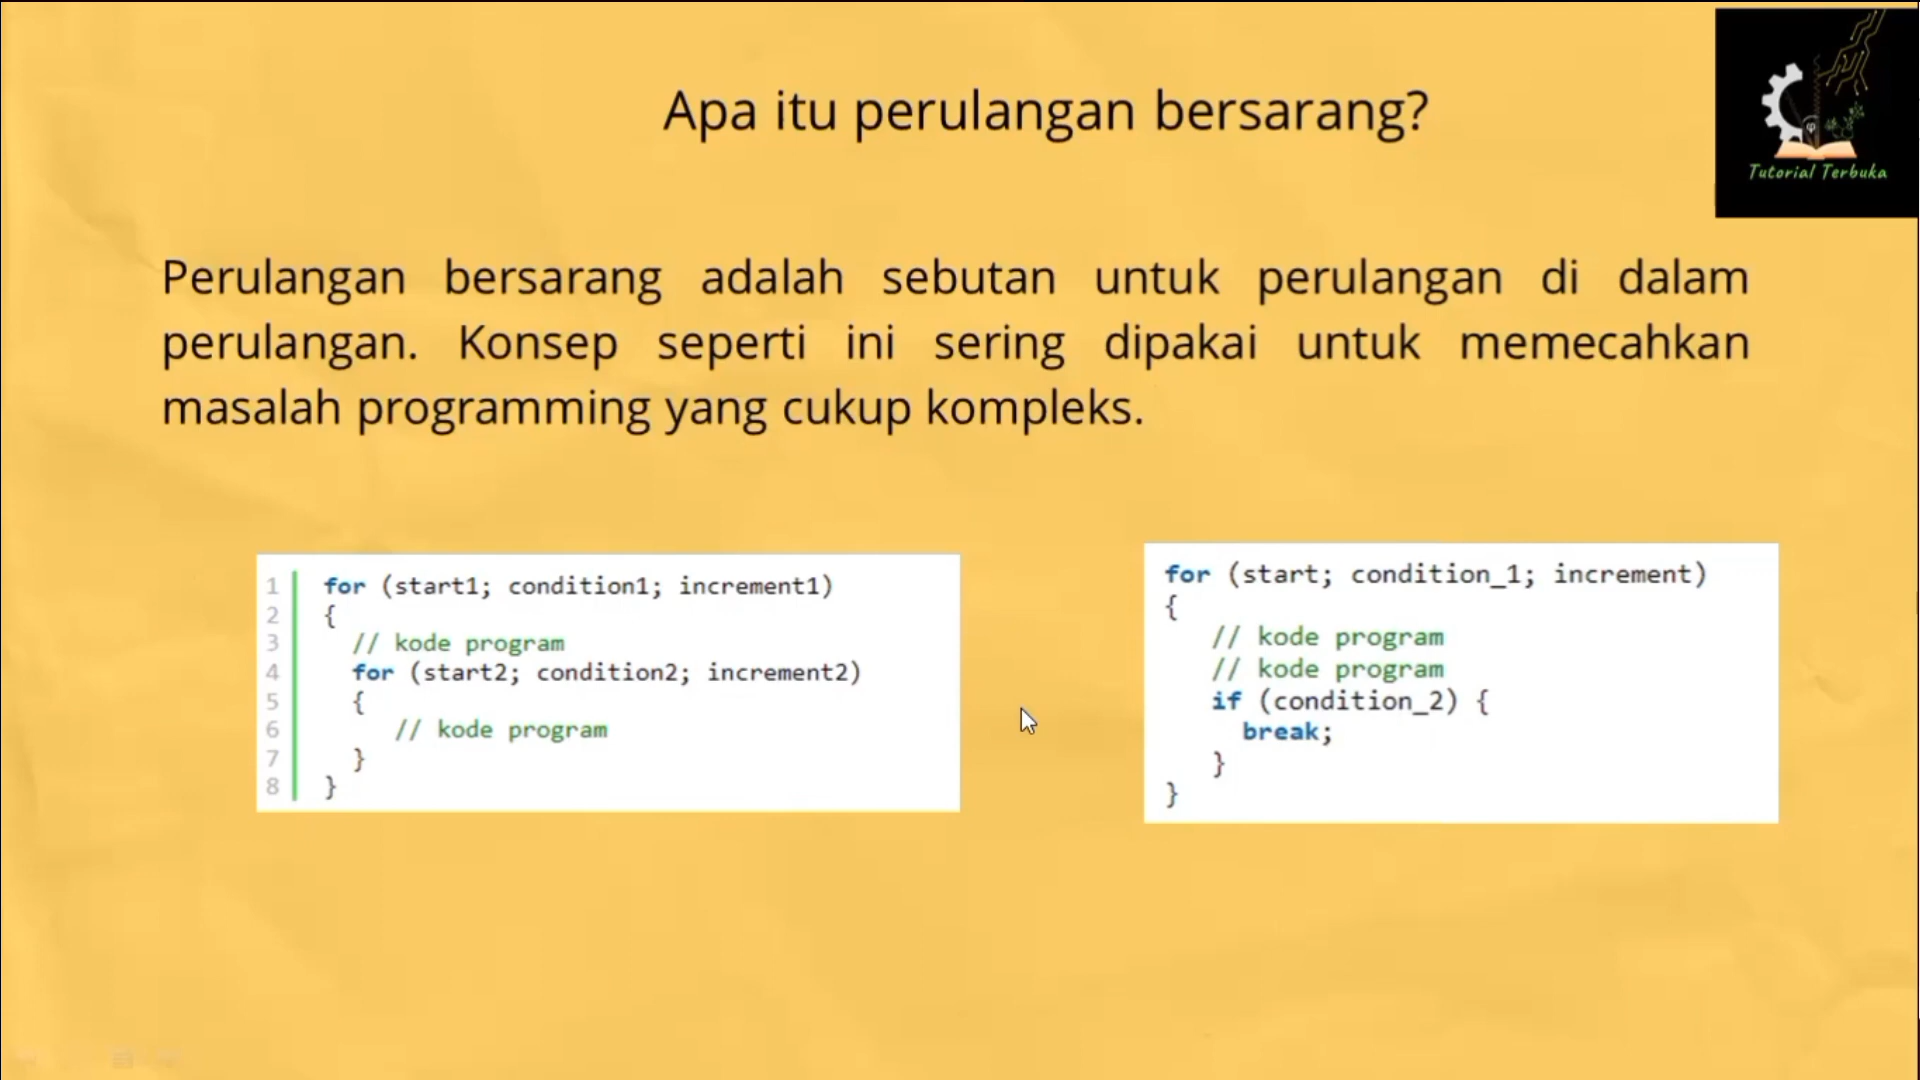 Apa itu perulangan bersarang?
Tutorial Terbuka
Perulangan bersarang adalah sebutan untuk perulangan di dalam
perulangan. Konsep seperti ini sering dipakai untuk memecahkan
masalah programming yang cukup kompleks.
1 for (start1; condition1; increment1)
2 {
3 // kode program
4 for (start2; condition2; increment2)
5 {
6 // kode program
7 }
8 }
for (start; condition_1; increment)
{
// kode program
// kode program
if (condition_2) {
break;
}
}